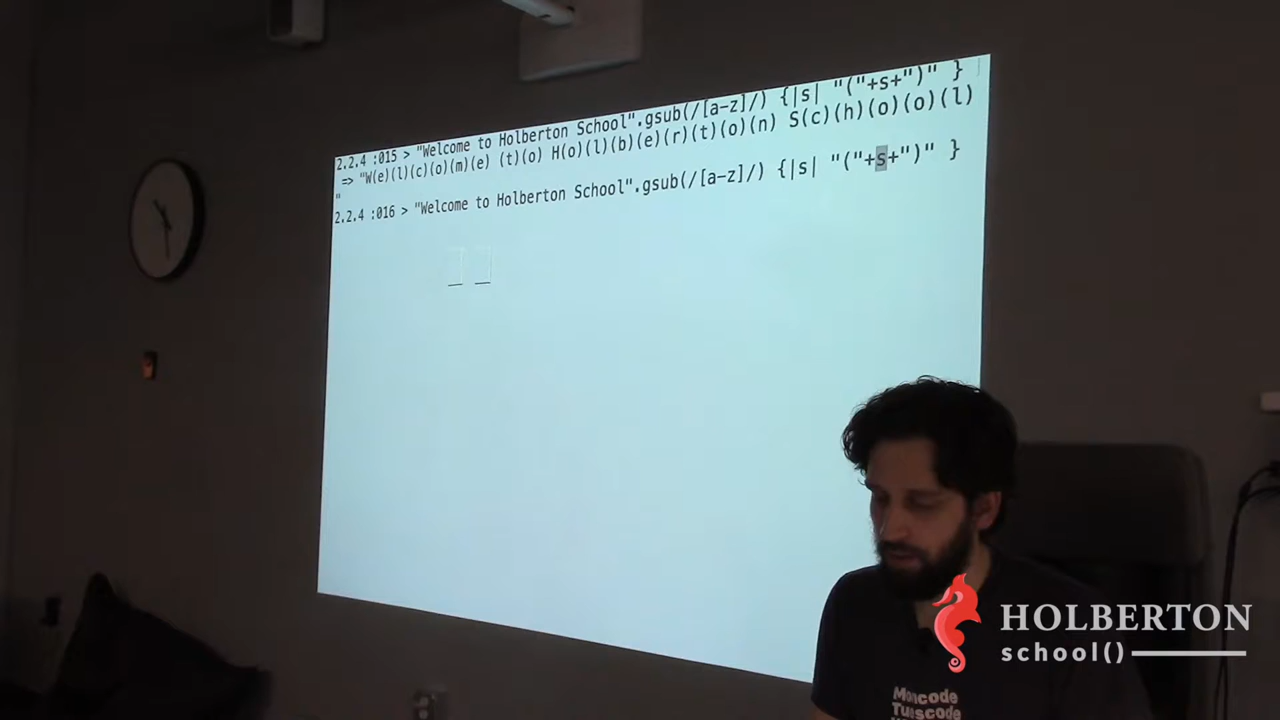 2.2.4 :015 > "Welcome to Holberton School".gsub(/[a-z]/) {|s| "("+s+")" }
=> "W(e)(l)(c)(o)(m)(e) (t)(o) H(o)(l)(b)(e)(r)(t)(o)(n) S(c)(h)(o)(o)(l)
"
2.2.4 :016 > "Welcome to Holberton School".gsub(/[a-z]/) {|s| "("+s+")" }
HOLBERTON
school()
Moncode
Tuescode